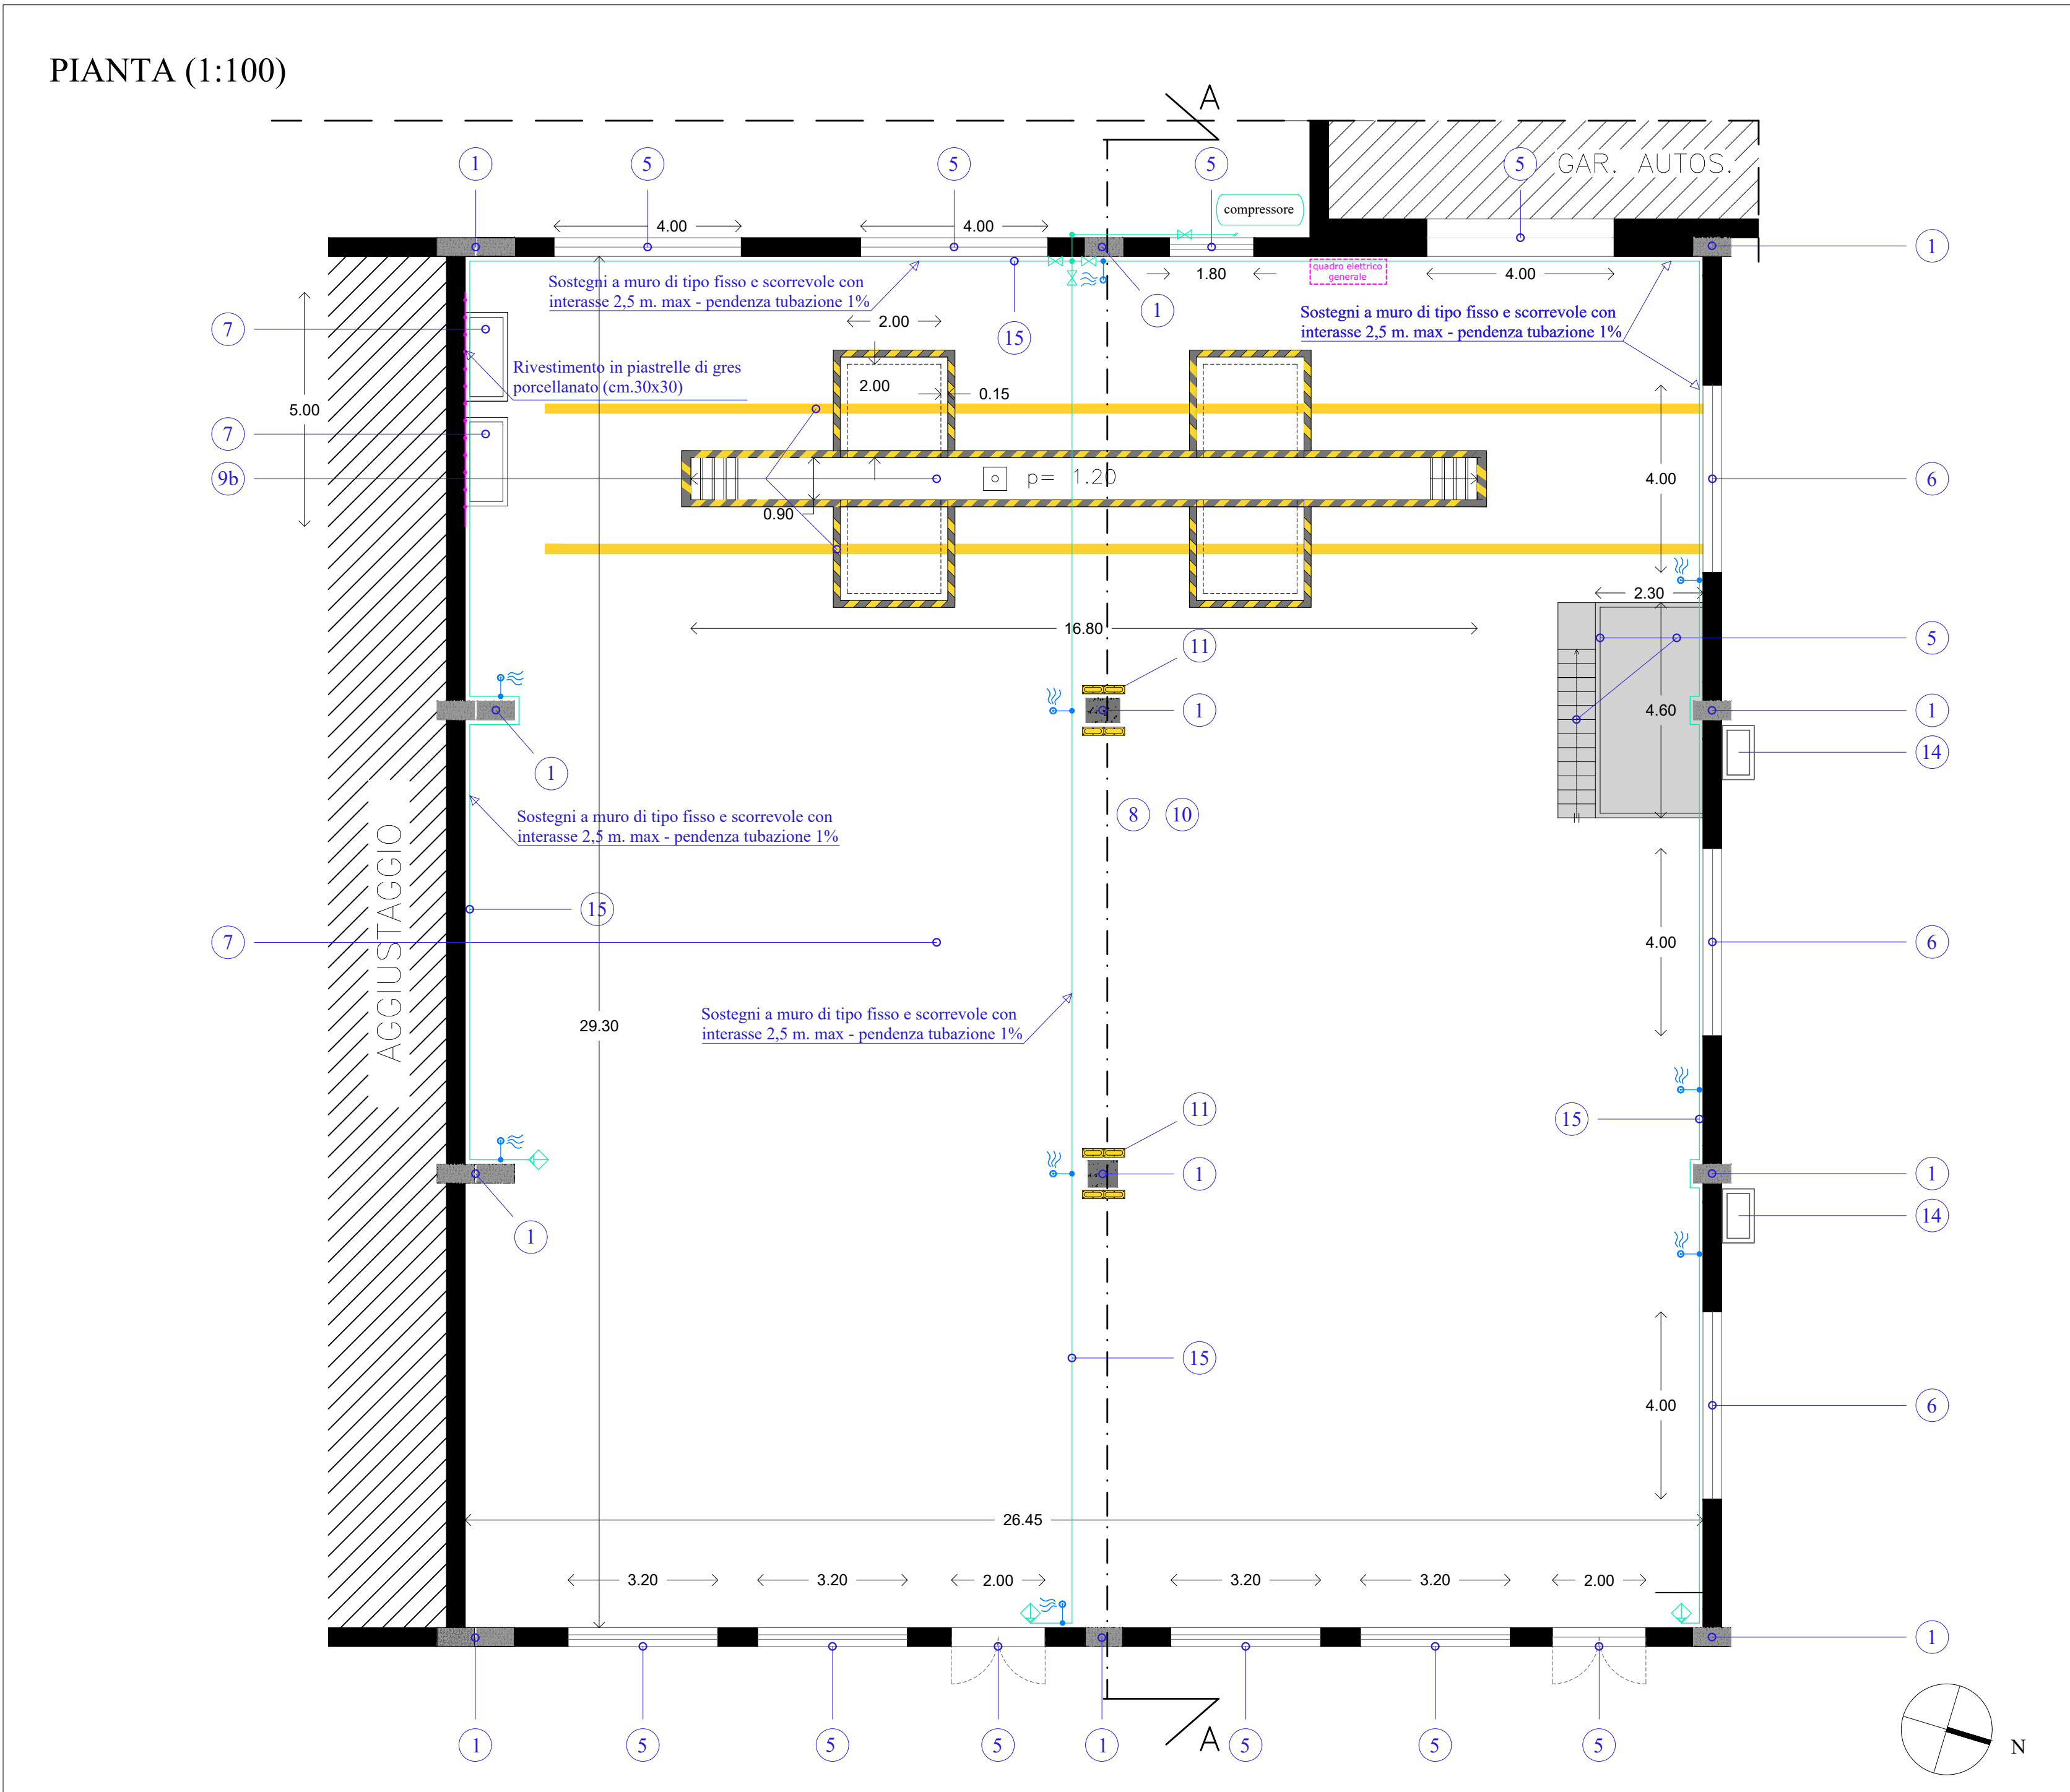 PIANTA (1:100)
A
1
5
5
5
5
GAR. AUTOS.
compressore
4.00
4.00
1
1.80
quadro elettrico
generale
4.00
Sostegni a muro di tipo fisso e scorrevole con
interasse 2,5 m. max - pendenza tubazione 1%
1
Sostegni a muro di tipo fisso e scorrevole con
interasse 2,5 m. max - pendenza tubazione 1%
7
2.00
15
Rivestimento in piastrelle di gres
porcellanato (cm.30x30)
2.00
0.15
5.00
7
9b
p= 1.20
4.00
6
0.90
2.30
16.80
11
5
1
4.60
1
1
14
Sostegni a muro di tipo fisso e scorrevole con
interasse 2,5 m. max - pendenza tubazione 1%
8
10
AGGIUSTAGGIO
15
7
4.00
6
29.30
Sostegni a muro di tipo fisso e scorrevole con
interasse 2,5 m. max - pendenza tubazione 1%
11
15
1
1
1
14
15
4.00
6
26.45
3.20
3.20
2.00
3.20
3.20
2.00
1
1
5
5
5
1
A
5
5
5
N